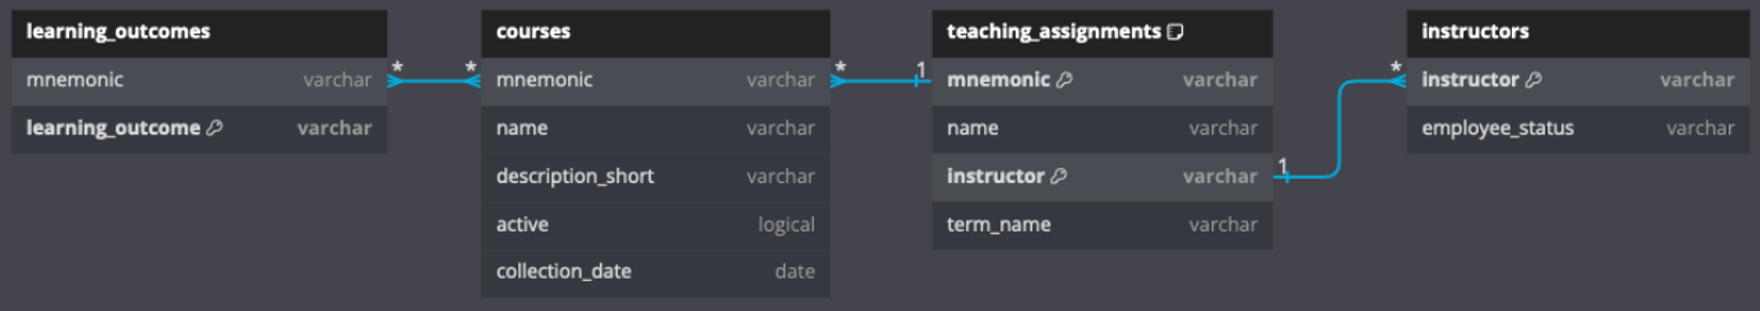 learning_outcomes
mnemonic varchar
learning_outcome varchar
* *
courses
mnemonic varchar
name varchar
description_short varchar
active logical
collection_date date
* 1
teaching_assignments
mnemonic varchar
name varchar
instructor varchar
term_name varchar
1 *
instructors
instructor varchar
employee_status varchar